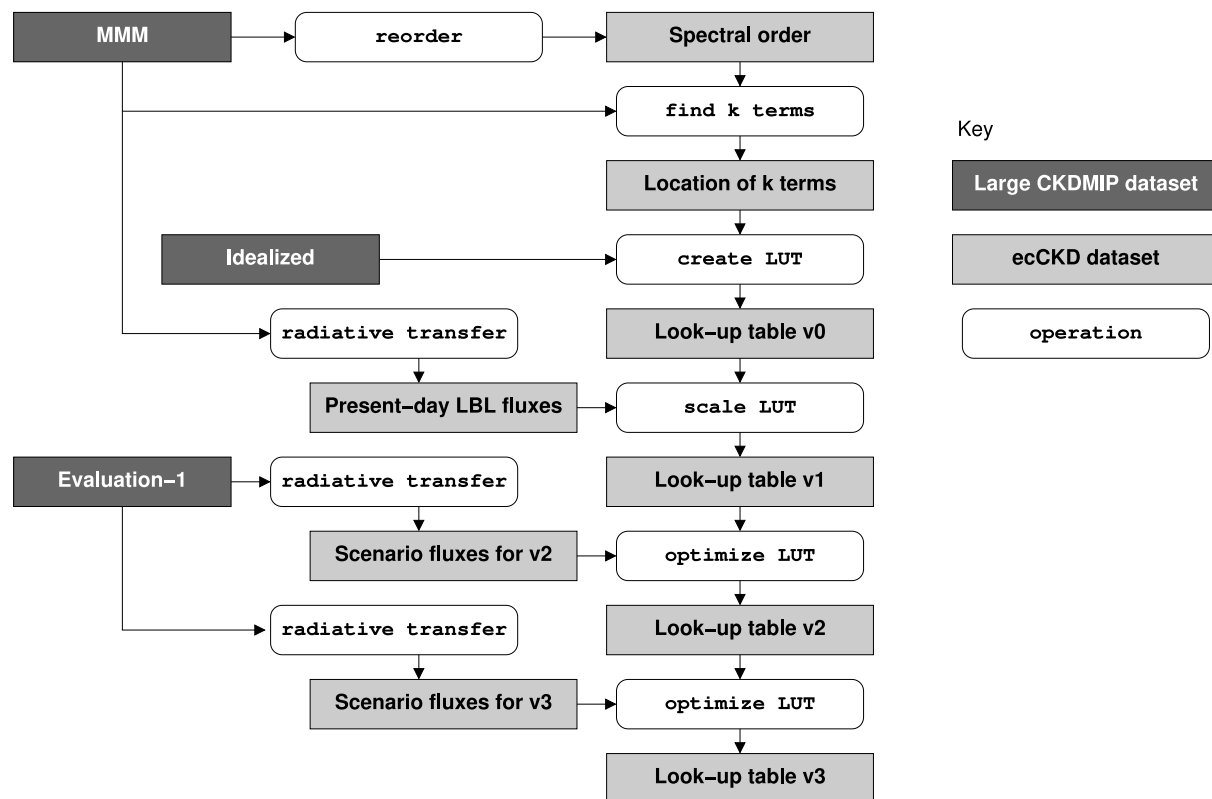 MMM
reorder
Spectral order
find k terms
Key
Location of k terms
Large CKDMIP dataset
Idealized
create LUT
ecCKD dataset
radiative transfer
Look−up table v0
operation
Present−day LBL fluxes
scale LUT
Evaluation−1
radiative transfer
Look−up table v1
Scenario fluxes for v2
optimize LUT
radiative transfer
Look−up table v2
Scenario fluxes for v3
optimize LUT
Look−up table v3